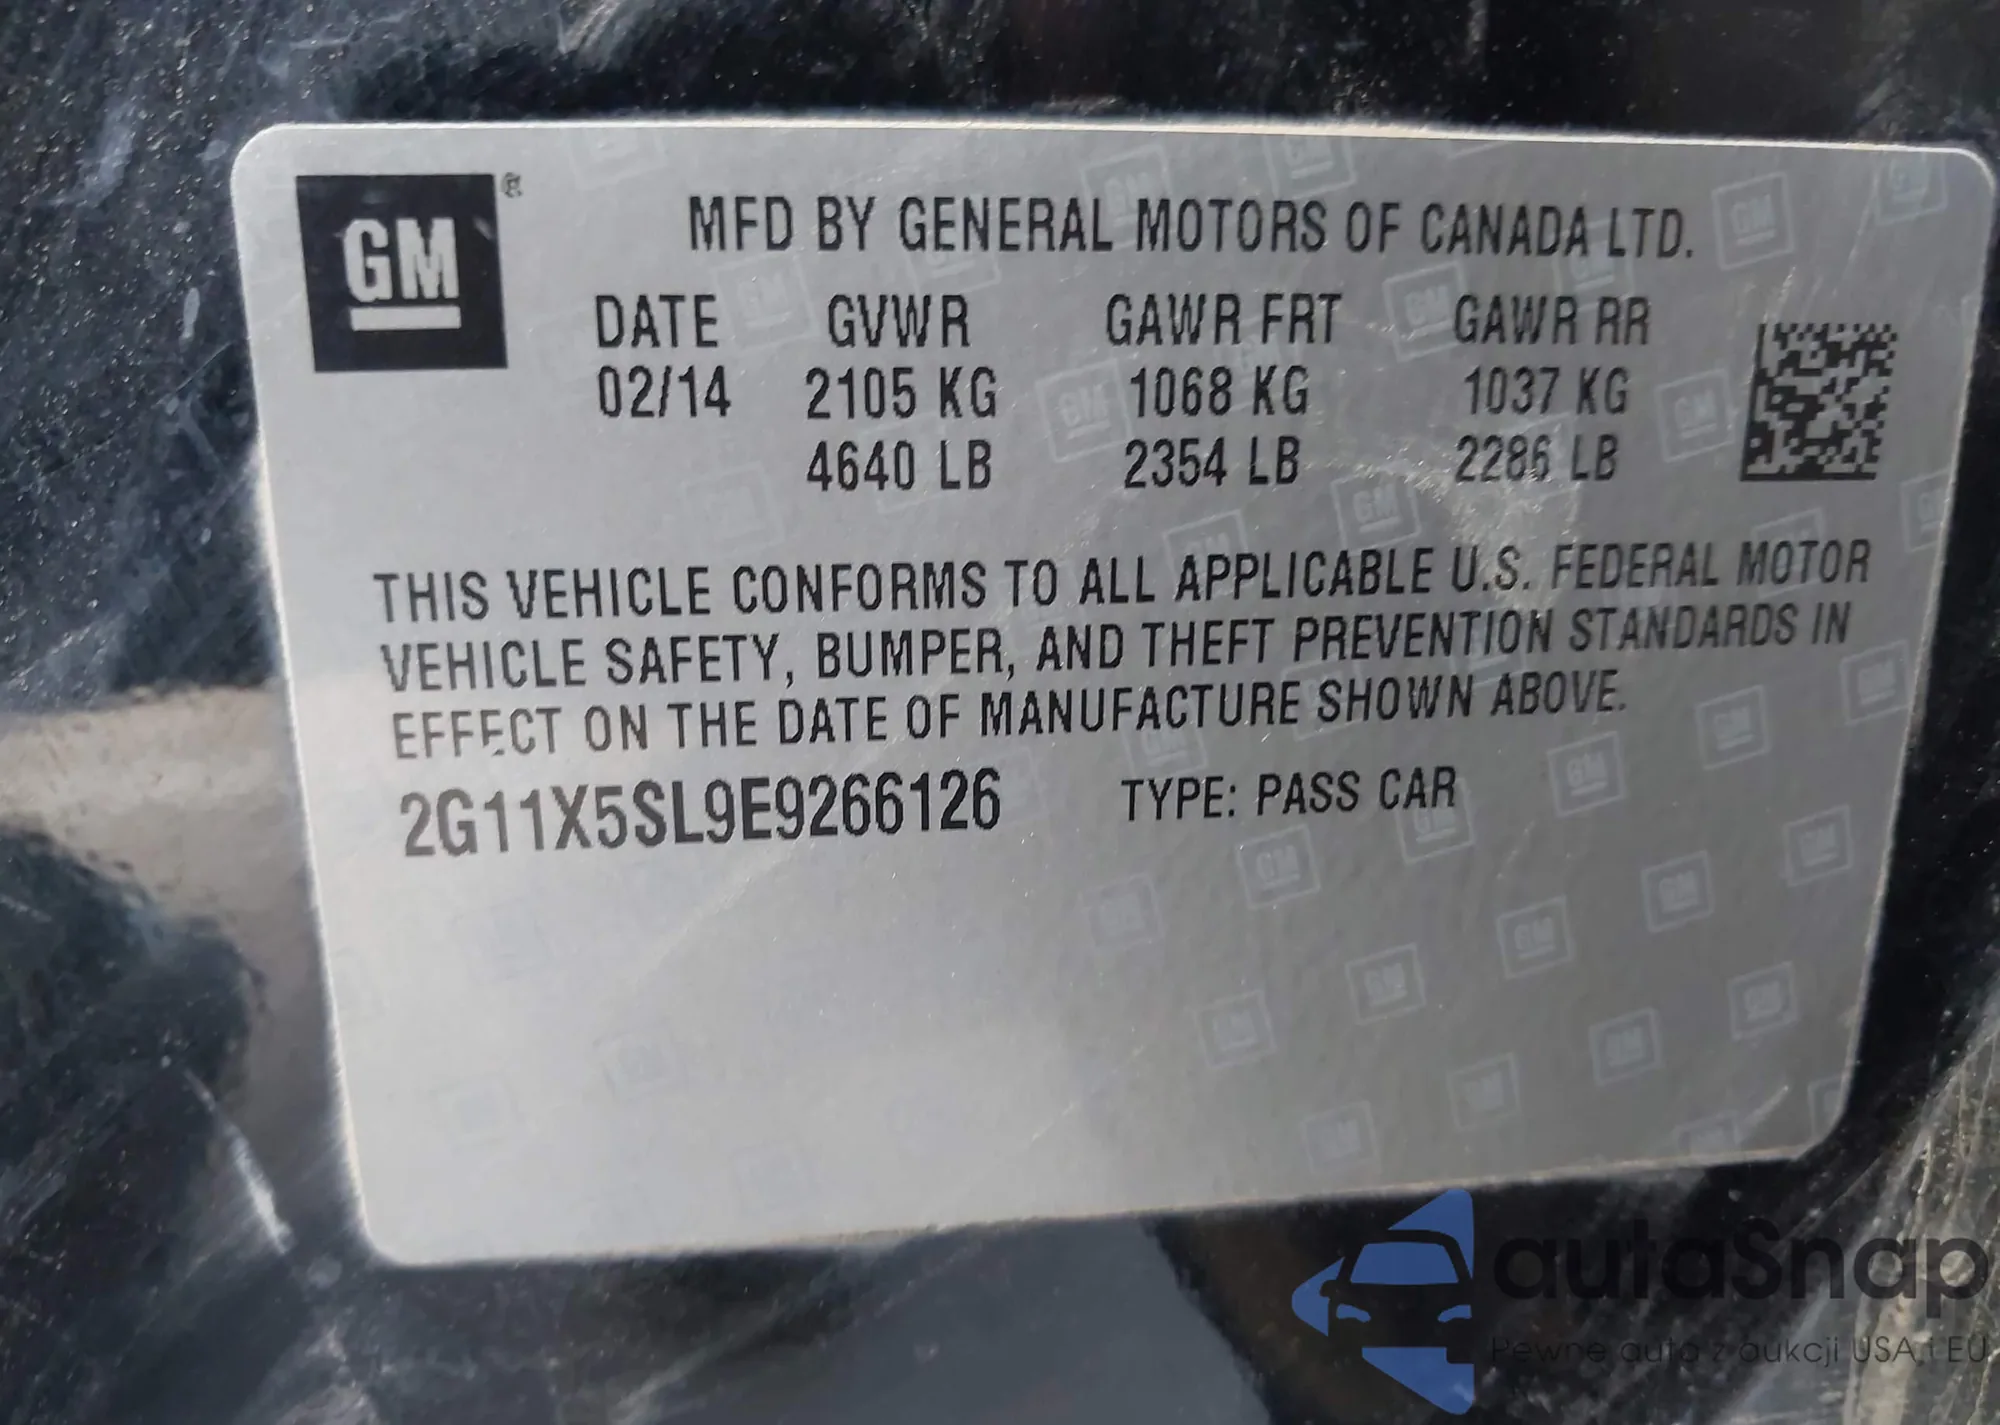 GM ®
MFD BY GENERAL MOTORS OF CANADA LTD.
DATE GVWR GAWR FRT GAWR RR
02/14 2105 KG 1068 KG 1037 KG
4640 LB 2354 LB 2286 LB
THIS VEHICLE CONFORMS TO ALL APPLICABLE U.S. FEDERAL MOTOR
VEHICLE SAFETY, BUMPER, AND THEFT PREVENTION STANDARDS IN
EFFECT ON THE DATE OF MANUFACTURE SHOWN ABOVE.
2G11X5SL9E9266126 TYPE: PASS CAR
autaSnap
Pewne auta z aukcji USA i EU